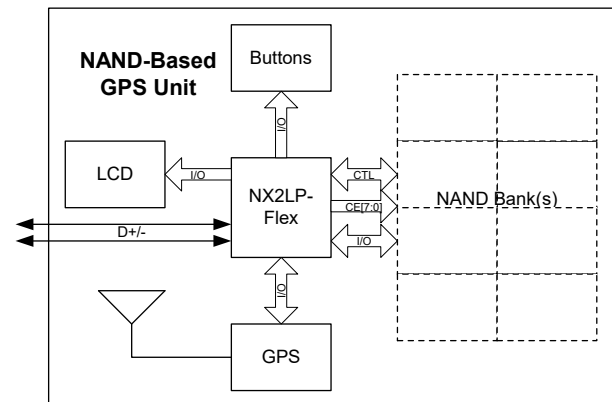 NAND-Based
GPS Unit
Buttons
I/O
LCD
I/O
NX2LP-
Flex
CTL
CE[7:0]
I/O
NAND Bank(s)
D+/-
I/O
GPS